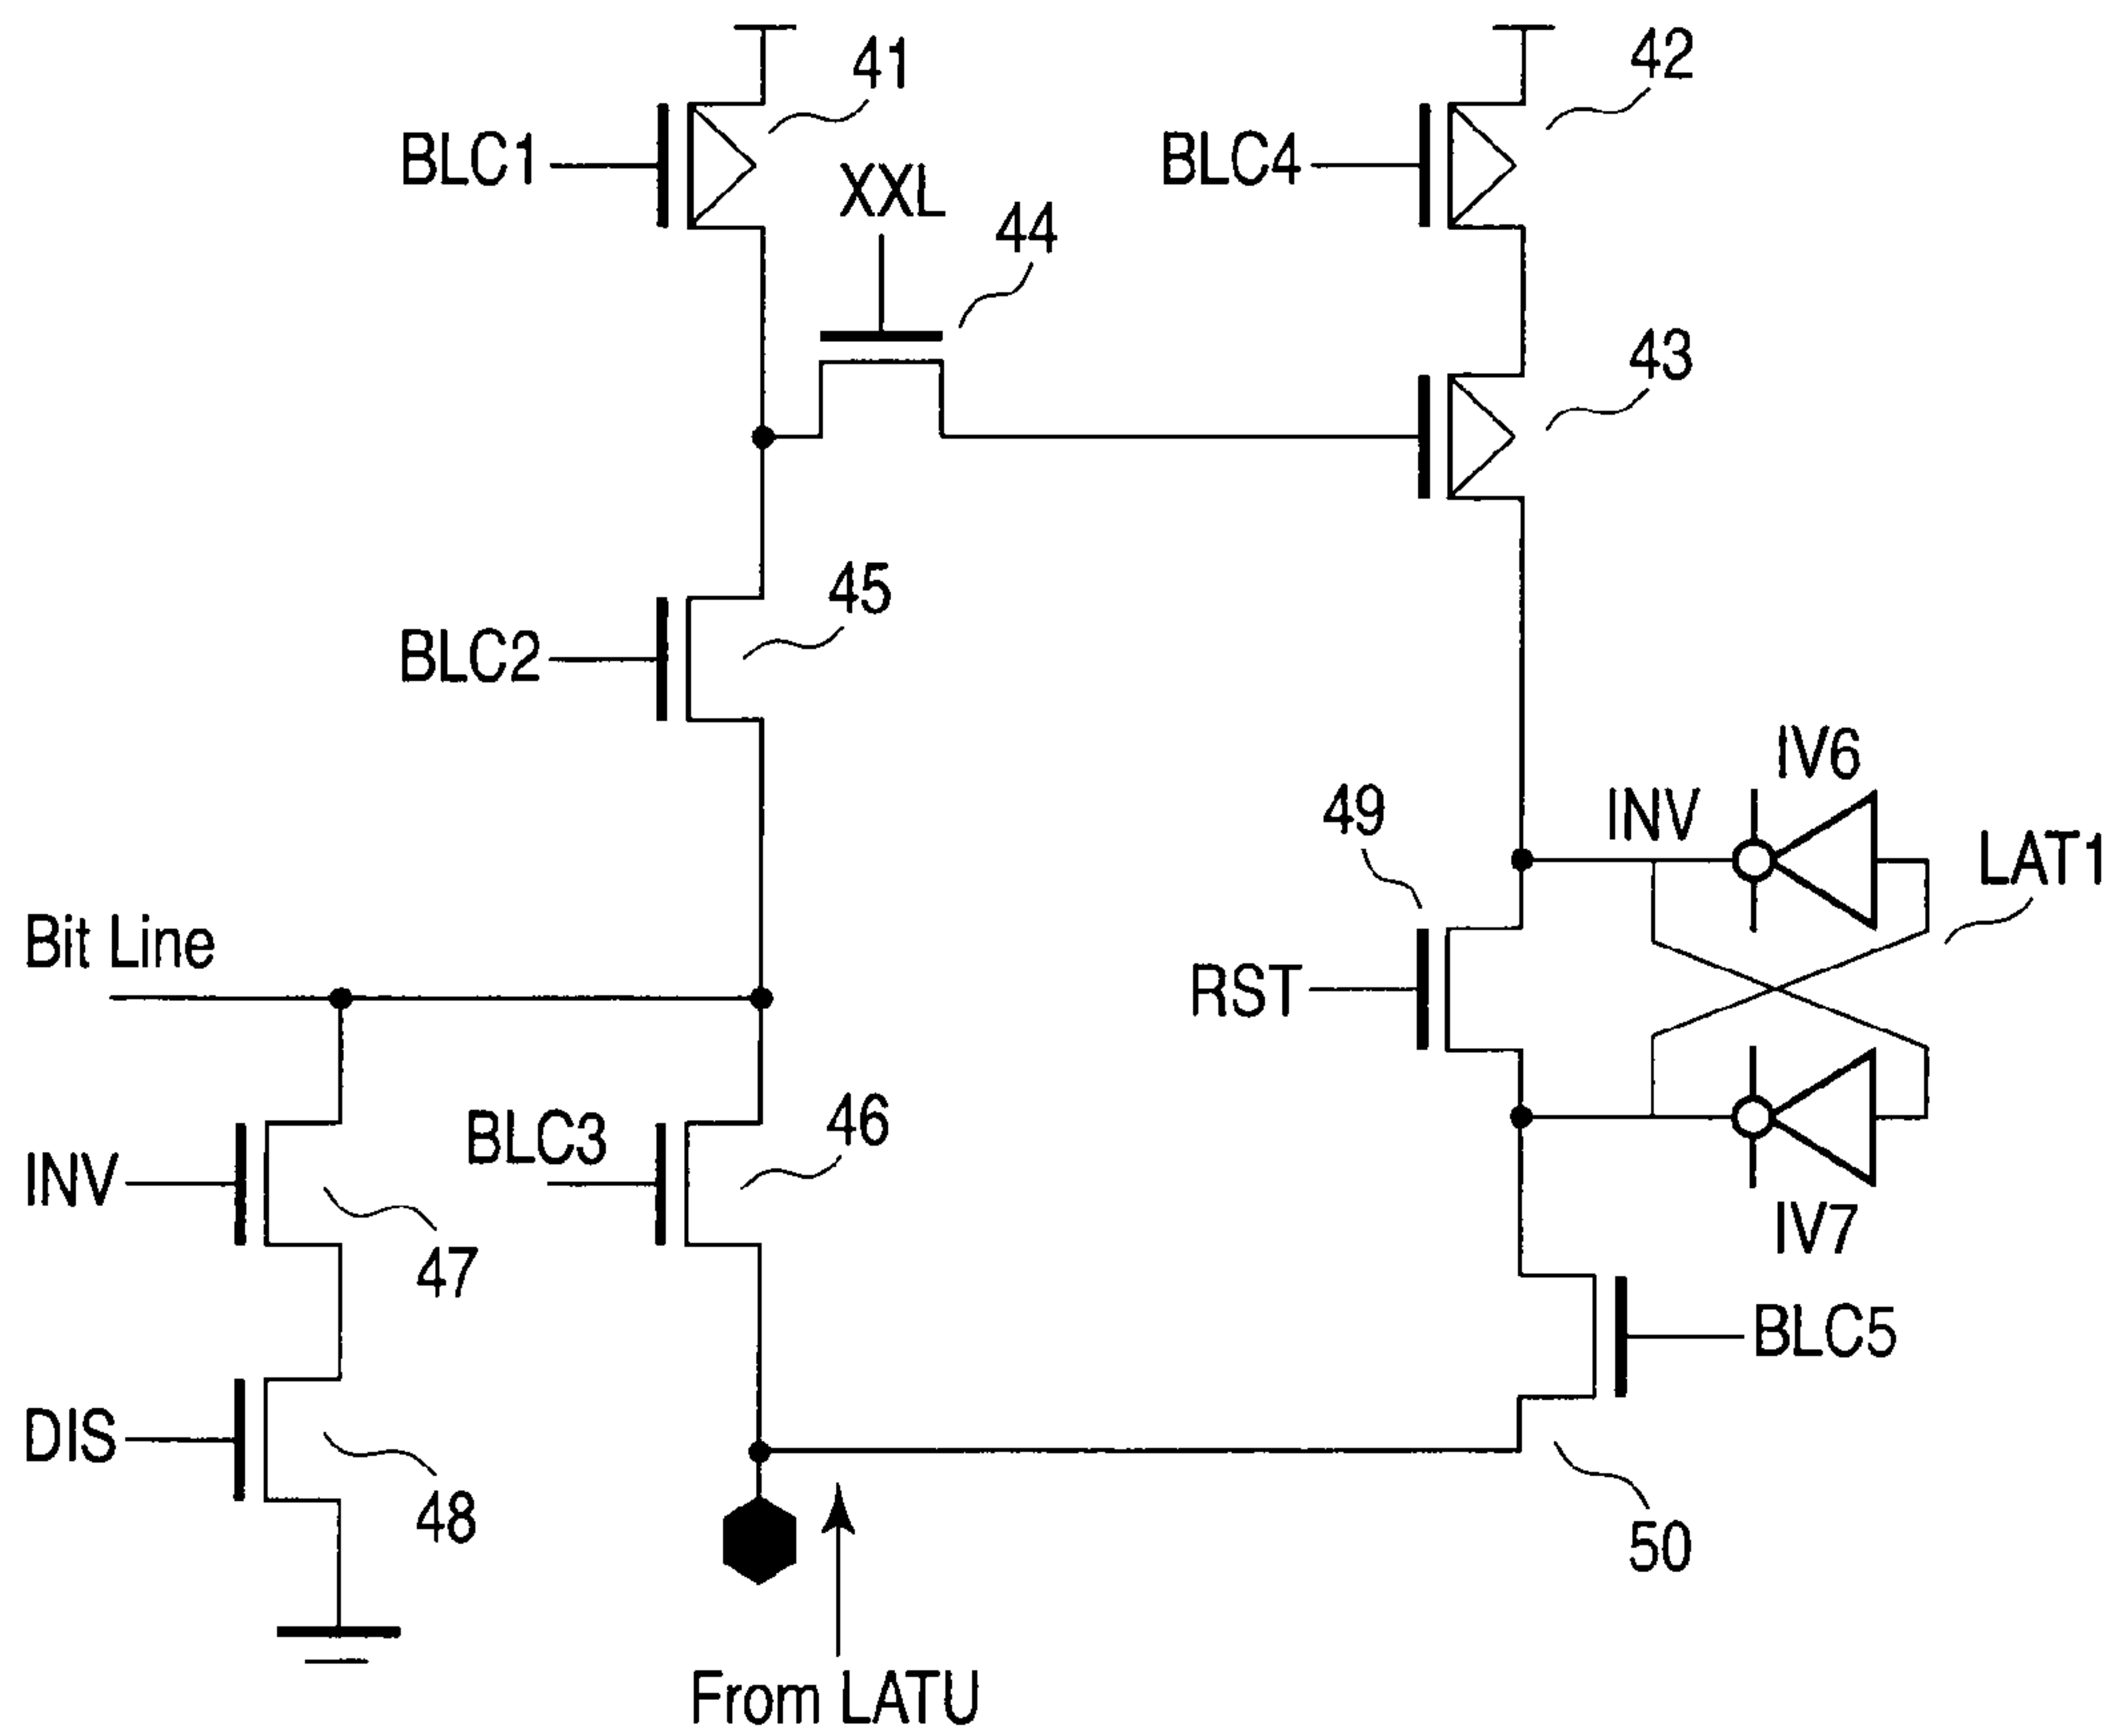 41
42
BLC1
XXL
44
BLC4
43
45
BLC2
IV6
49
INV
LAT1
Bit Line
RST
BLC3
46
INV
47
IV7
BLC5
DIS
48
50
From LATU